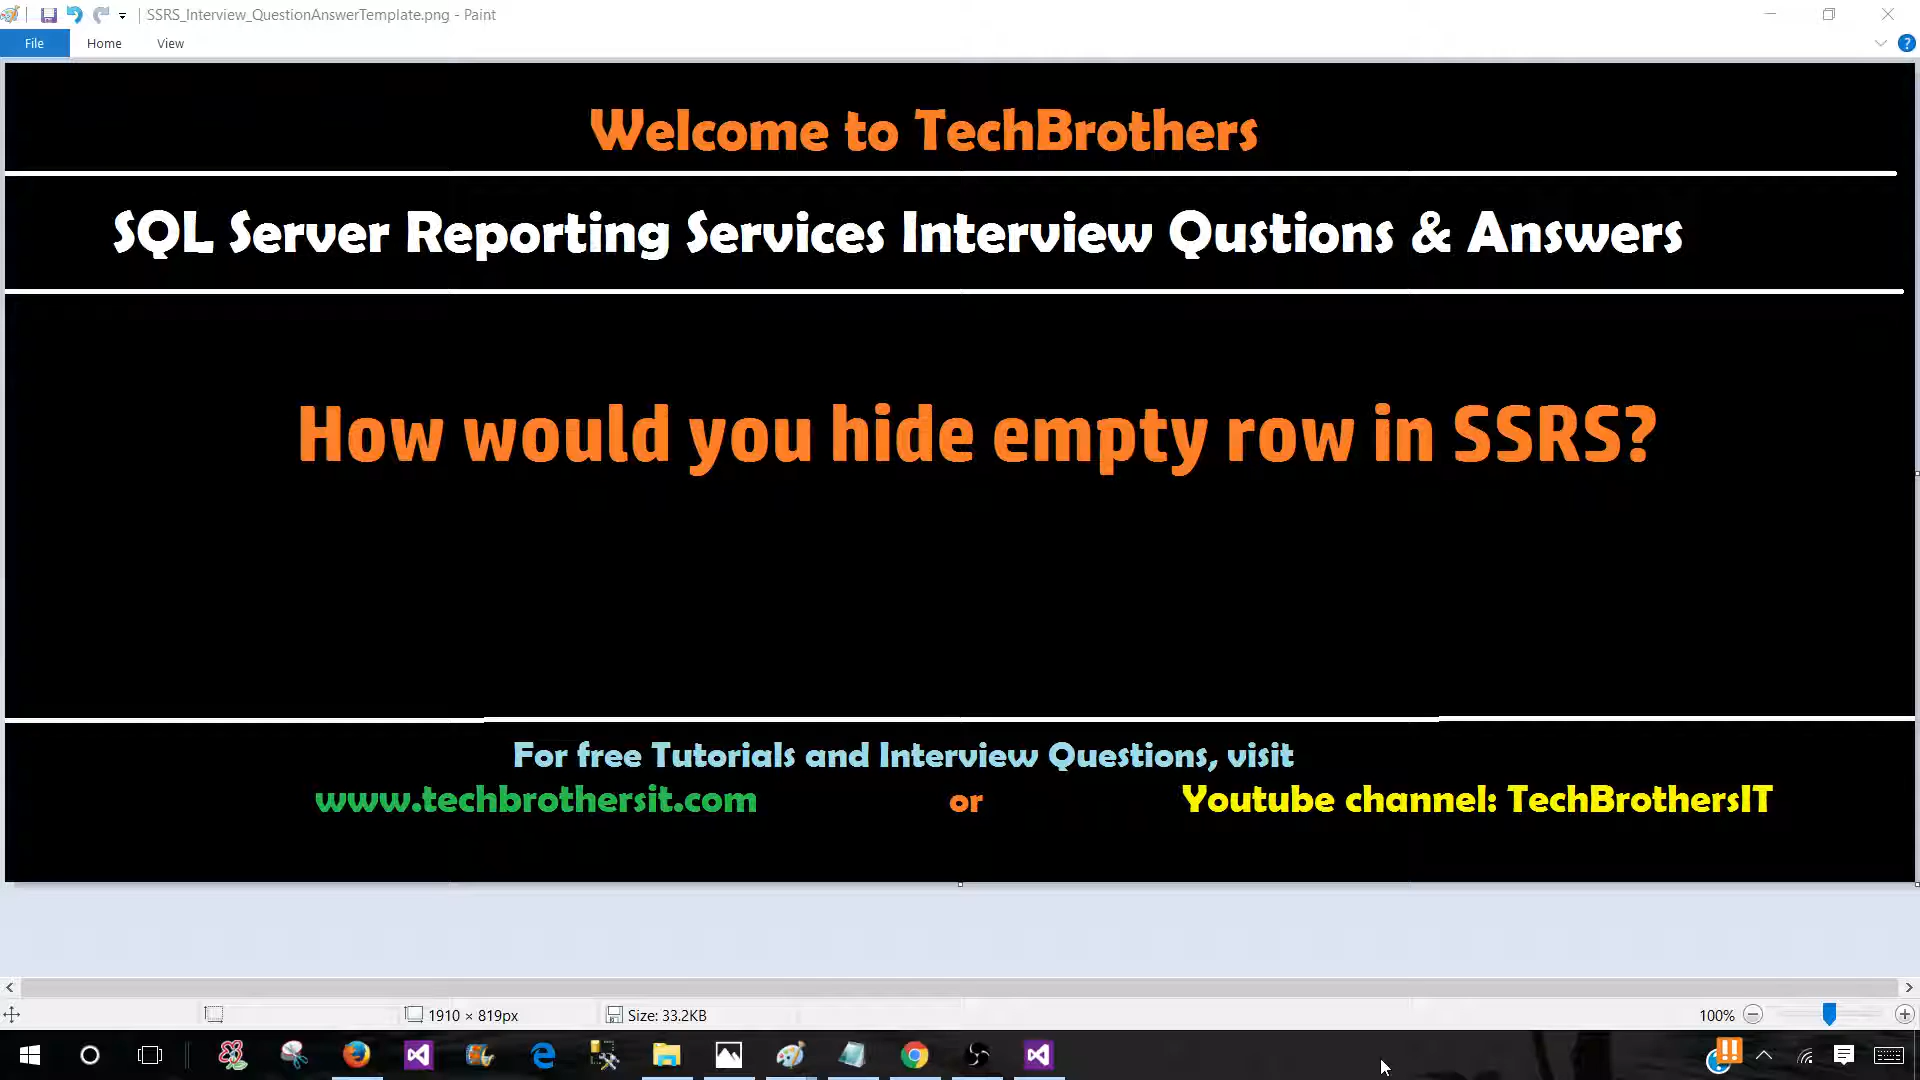 SSRS_Interview_QuestionAnswerTemplate.png - Paint
File Home View
Welcome to TechBrothers
SQL Server Reporting Services Interview Qustions & Answers
How would you hide empty row in SSRS?
For free Tutorials and Interview Questions, visit
www.techbrothersit.com or Youtube channel: TechBrothersIT
1910 × 819px Size: 33.2KB 100%